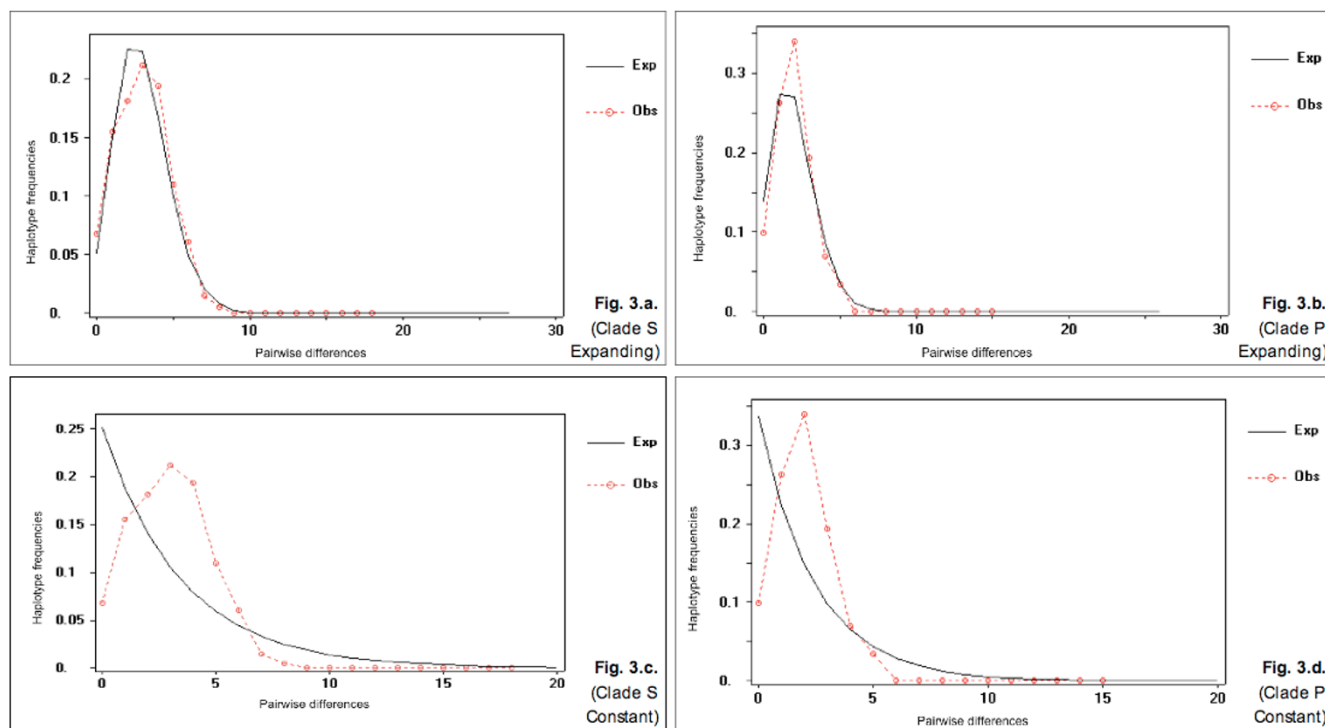 0.2
0.15
0.1
0.05
0.
0
10
20
30
Haplotype frequencies
Pairwise differences
Exp
Obs
Fig. 3.a.
(Clade S
Expanding)
0.3
0.2
0.1
0.
0
10
20
30
Haplotype frequencies
Pairwise differences
Exp
Obs
Fig. 3.b.
(Clade P
Expanding)
0.25
0.2
0.15
0.1
0.05
0.
0
5
10
20
Haplotype frequencies
Pairwise differences
Exp
Obs
Fig. 3.c.
(Clade S
Constant)
0.3
0.2
0.1
0.
0
5
10
15
20
Haplotype frequencies
Pairwise differences
Exp
Obs
Fig. 3.d.
(Clade P
Constant)